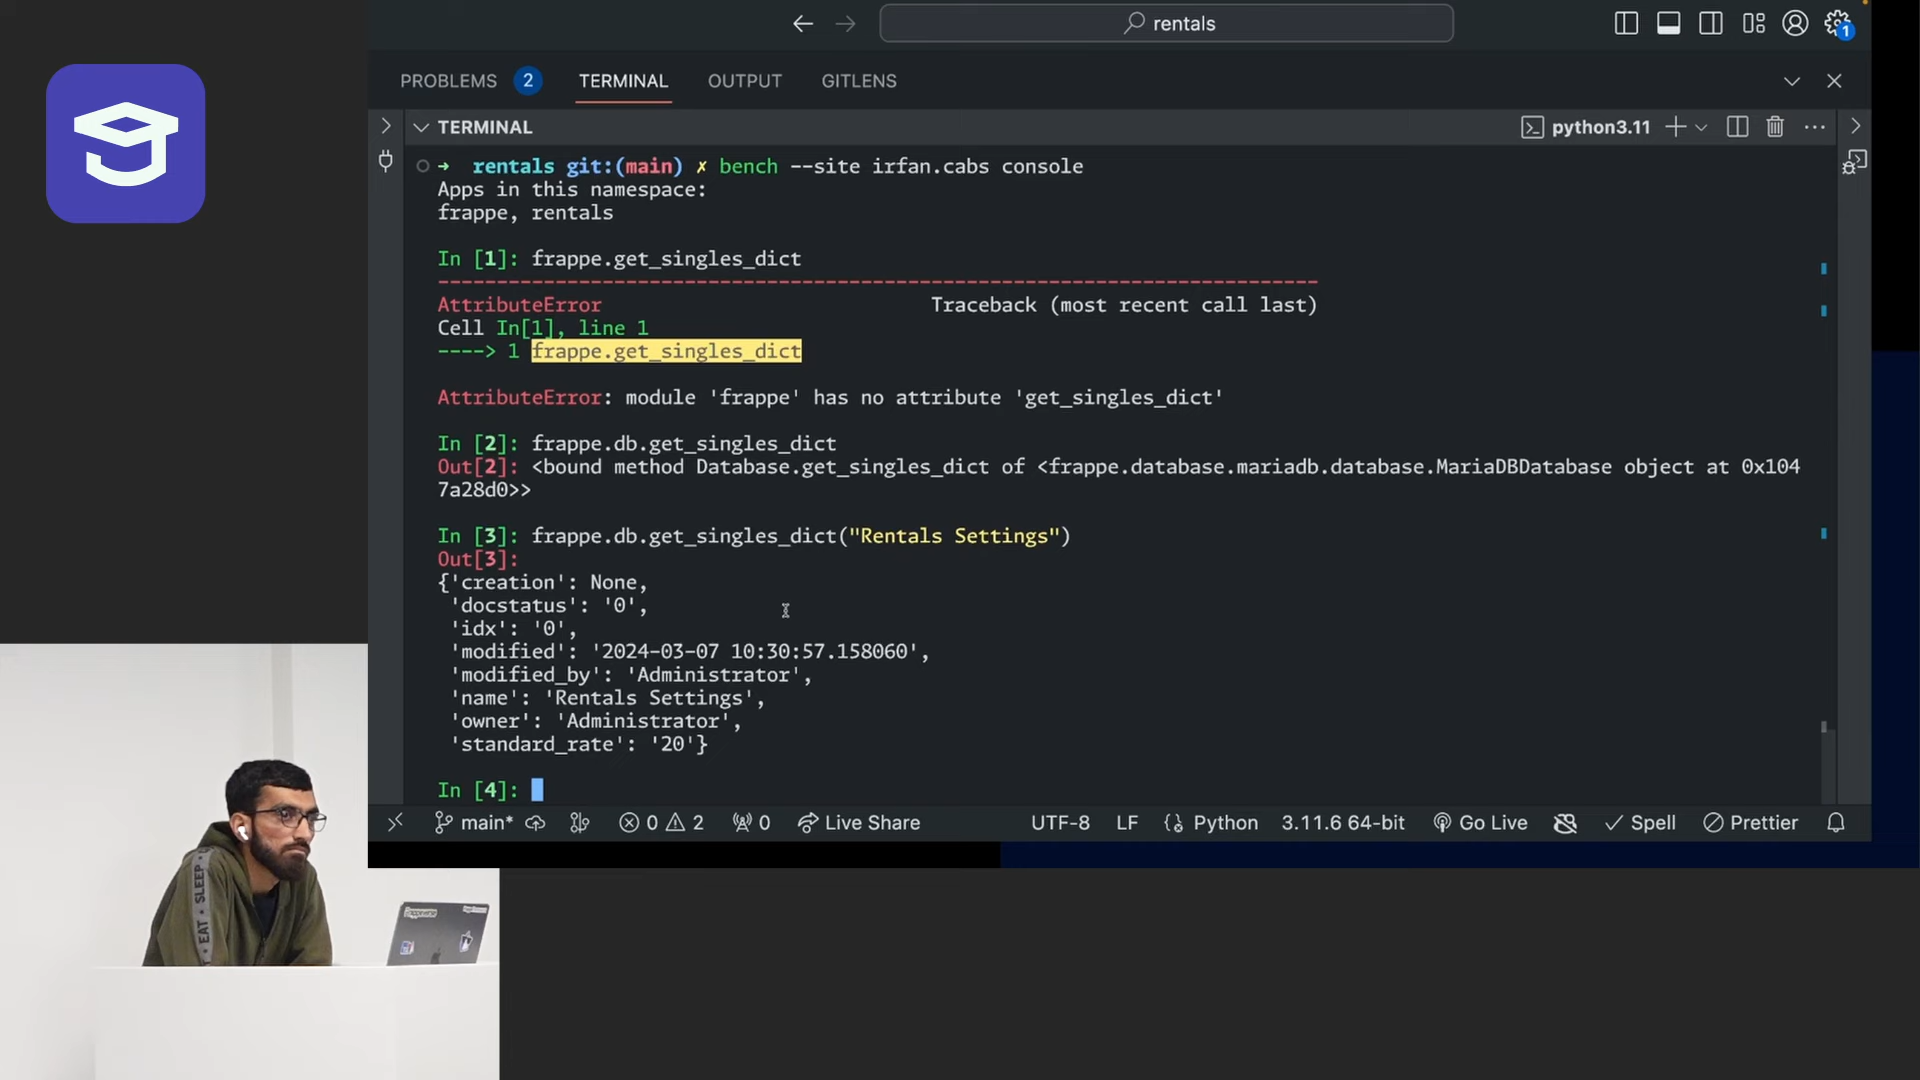 rentals
1
PROBLEMS 2 TERMINAL OUTPUT GITLENS
TERMINAL
python3.11
➜ rentals git:(main) ✗ bench --site irfan.cabs console
Apps in this namespace:
frappe, rentals
In [1]: frappe.get_singles_dict
---------------------------------------------------------------------------
AttributeError Traceback (most recent call last)
Cell In[1], line 1
----> 1 frappe.get_singles_dict
AttributeError: module 'frappe' has no attribute 'get_singles_dict'
In [2]: frappe.db.get_singles_dict
Out[2]: <bound method Database.get_singles_dict of <frappe.database.mariadb.database.MariaDBDatabase object at 0x104
7a28d0>>
In [3]: frappe.db.get_singles_dict("Rentals Settings")
Out[3]:
{'creation': None,
'docstatus': '0',
'idx': '0',
'modified': '2024-03-07 10:30:57.158060',
'modified_by': 'Administrator',
'name': 'Rentals Settings',
'owner': 'Administrator',
'standard_rate': '20'}
In [4]:
main* 0 2 0 Live Share UTF-8 LF Python 3.11.6 64-bit Go Live Spell Prettier
EAT • SLEEP